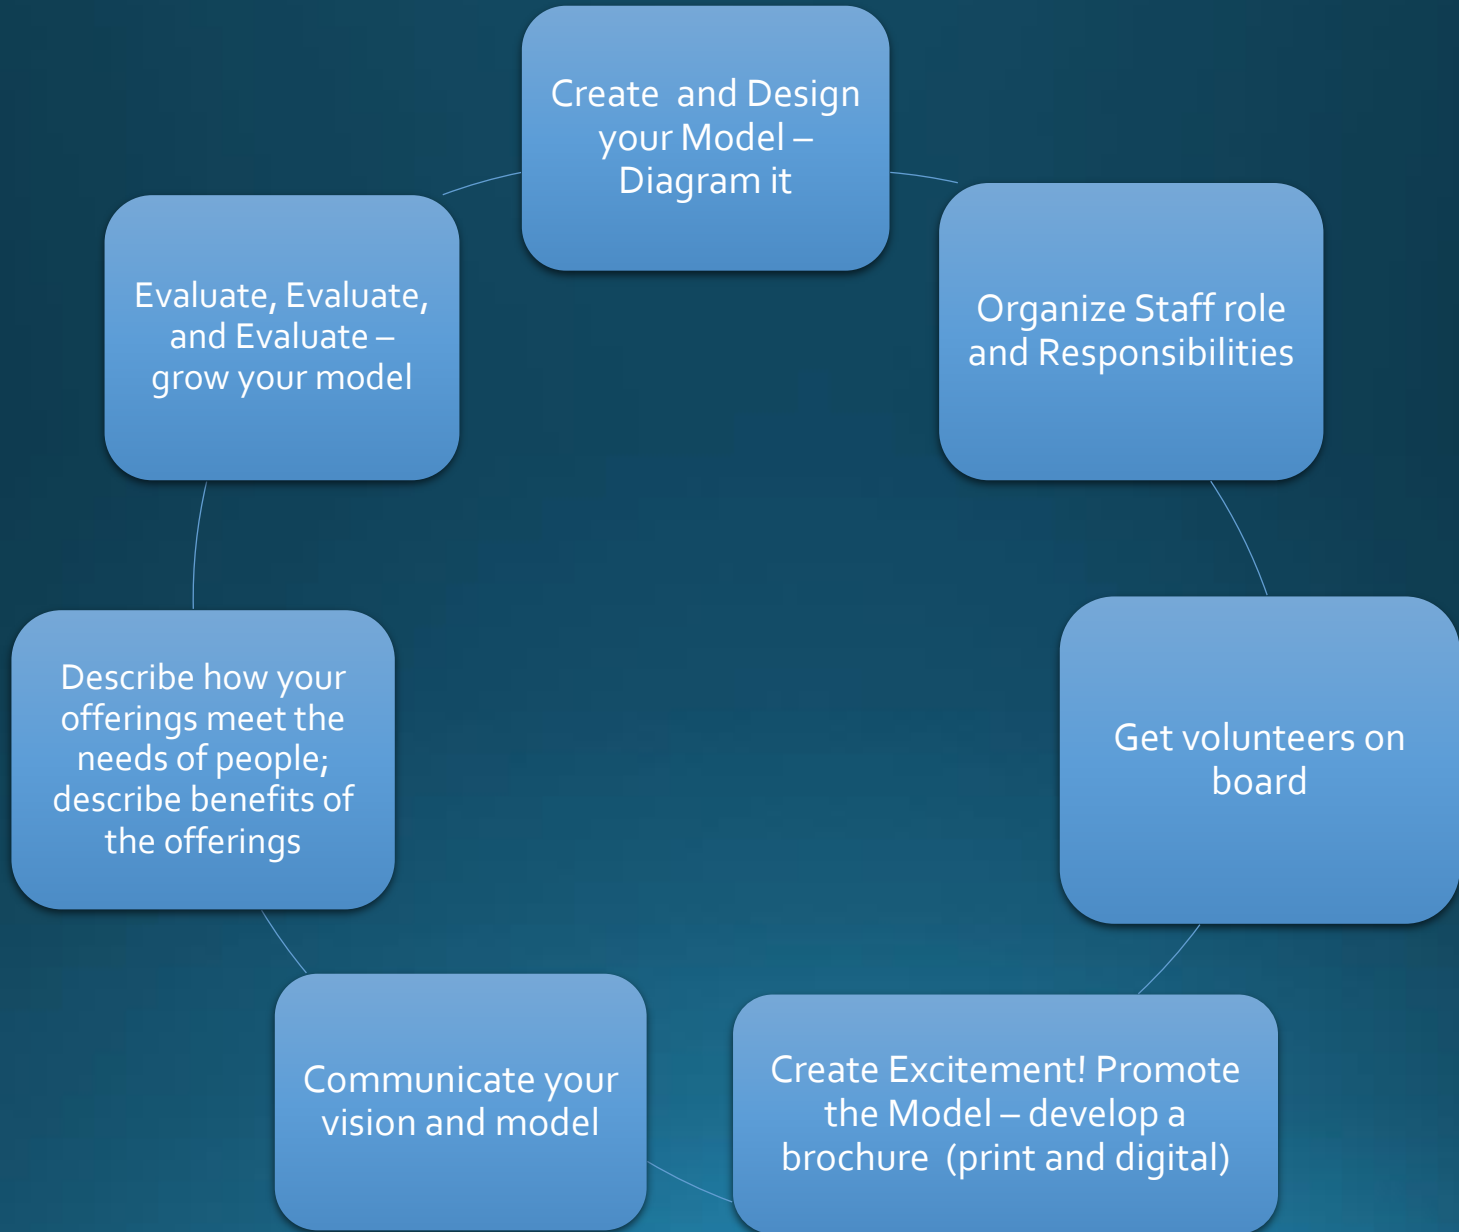 Create  and Design
your Model –
Diagram it
Organize Staff role
and Responsibilities
Get volunteers on
board
Create Excitement! Promote
the Model – develop a
brochure  (print and digital)
Communicate your
vision and model
Describe how your
offerings meet the
needs of people;
describe benefits of
the offerings
Evaluate, Evaluate,
and Evaluate –
grow your model